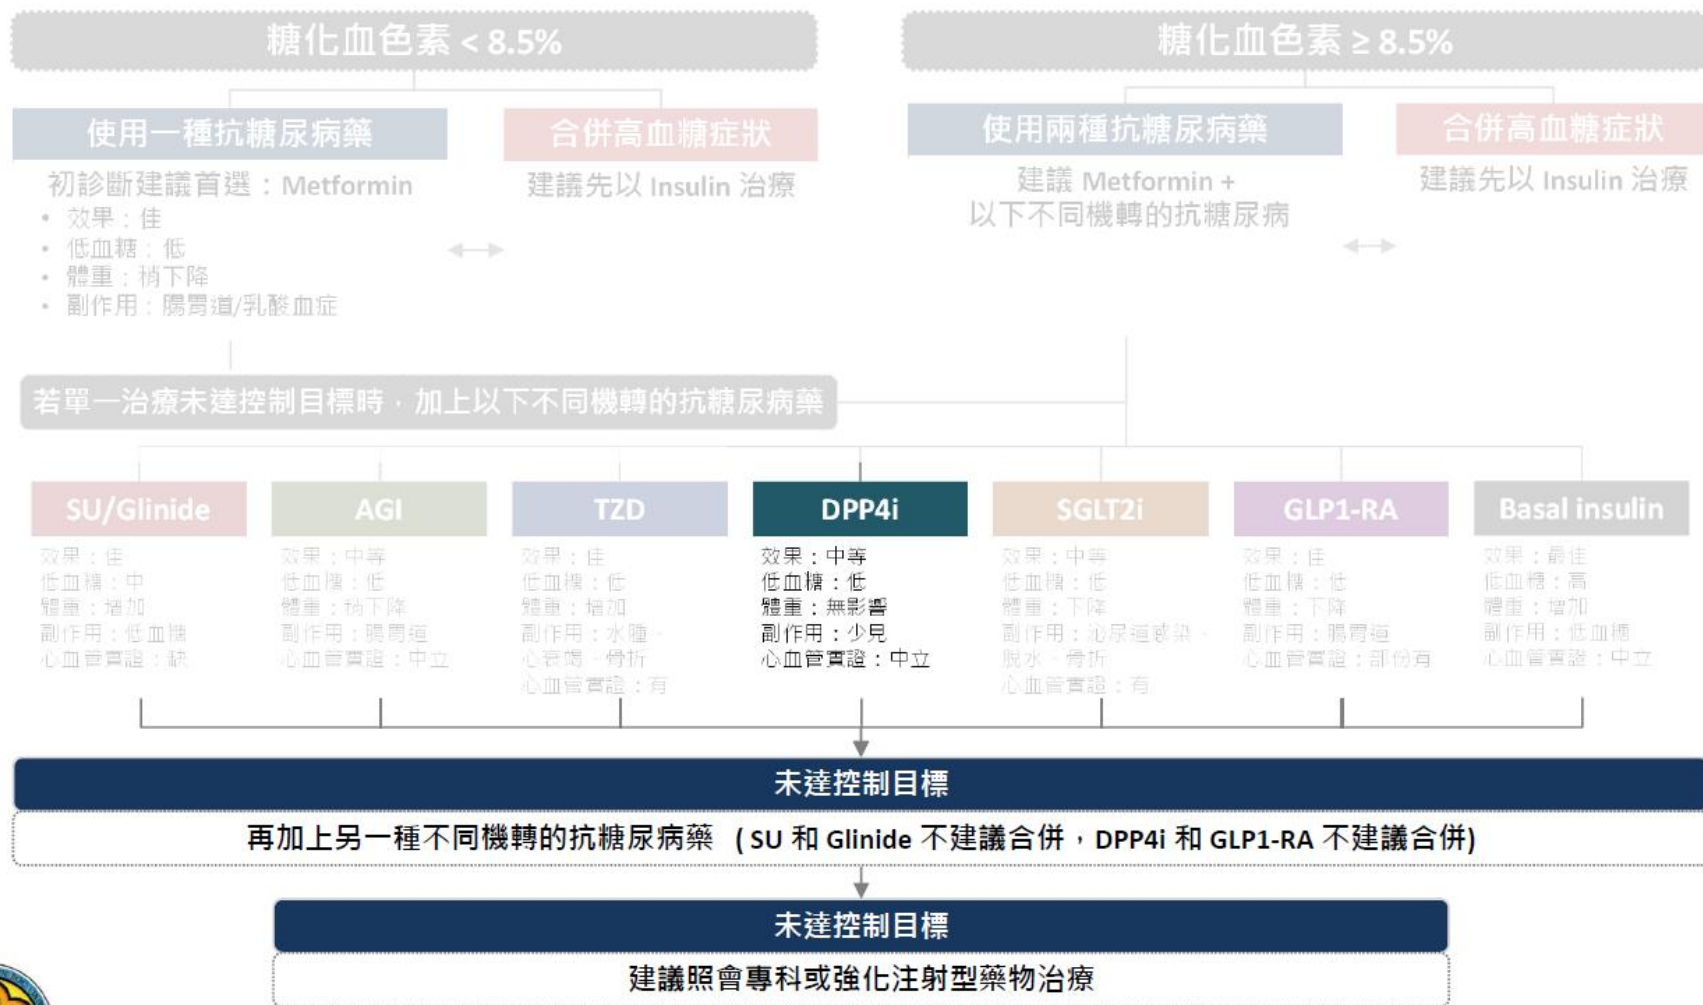 糖化血色素 < 8.5%
糖化血色素 ≥ 8.5%
使用一種抗糖尿病藥
合併高血糖症狀
使用兩種抗糖尿病藥
合併高血糖症狀
初診斷建議首選：Metformin
• 效果：佳
• 低血糖：低
• 體重：稍下降
• 副作用：腸胃道/乳酸血症
建議先以 Insulin 治療
建議 Metformin +
以下不同機轉的抗糖尿病
建議先以 Insulin 治療
若單一治療未達控制目標時，加上以下不同機轉的抗糖尿病藥
SU/Glinide
效果：佳
低血糖：中
體重：增加
副作用：低血糖
心血管實證：缺
AGI
效果：中等
低血糖：低
體重：稍下降
副作用：腸胃道
心血管實證：中立
TZD
效果：佳
低血糖：低
體重：增加
副作用：水腫、
心衰竭、骨折
心血管實證：有
DPP4i
效果：中等
低血糖：低
體重：無影響
副作用：少見
心血管實證：中立
SGLT2i
效果：中等
低血糖：低
體重：下降
副作用：泌尿道感染、
脫水、骨折
心血管實證：有
GLP1-RA
效果：佳
低血糖：低
體重：下降
副作用：腸胃道
心血管實證：部份有
Basal insulin
效果：最佳
低血糖：高
體重：增加
副作用：低血糖
心血管實證：中立
未達控制目標
再加上另一種不同機轉的抗糖尿病藥 ( SU 和 Glinide 不建議合併，DPP4i 和 GLP1-RA 不建議合併)
未達控制目標
建議照會專科或強化注射型藥物治療